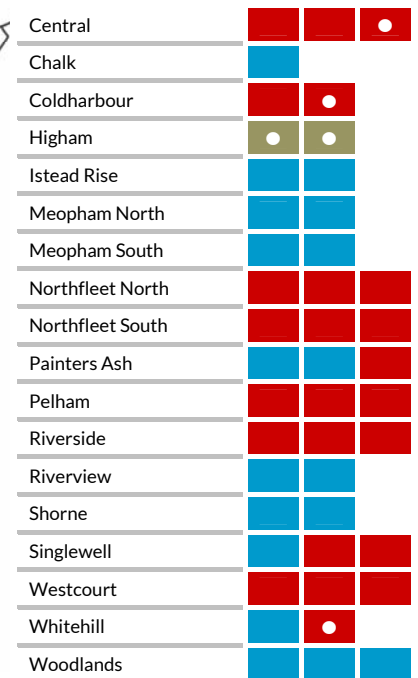 Central
Chalk
Coldharbour
Higham
Istead Rise
Meopham North
Meopham South
Northfleet North
Northfleet South
Painters Ash
Pelham
Riverside
Riverview
Shorne
Singlewell
Westcourt
Whitehill
Woodlands